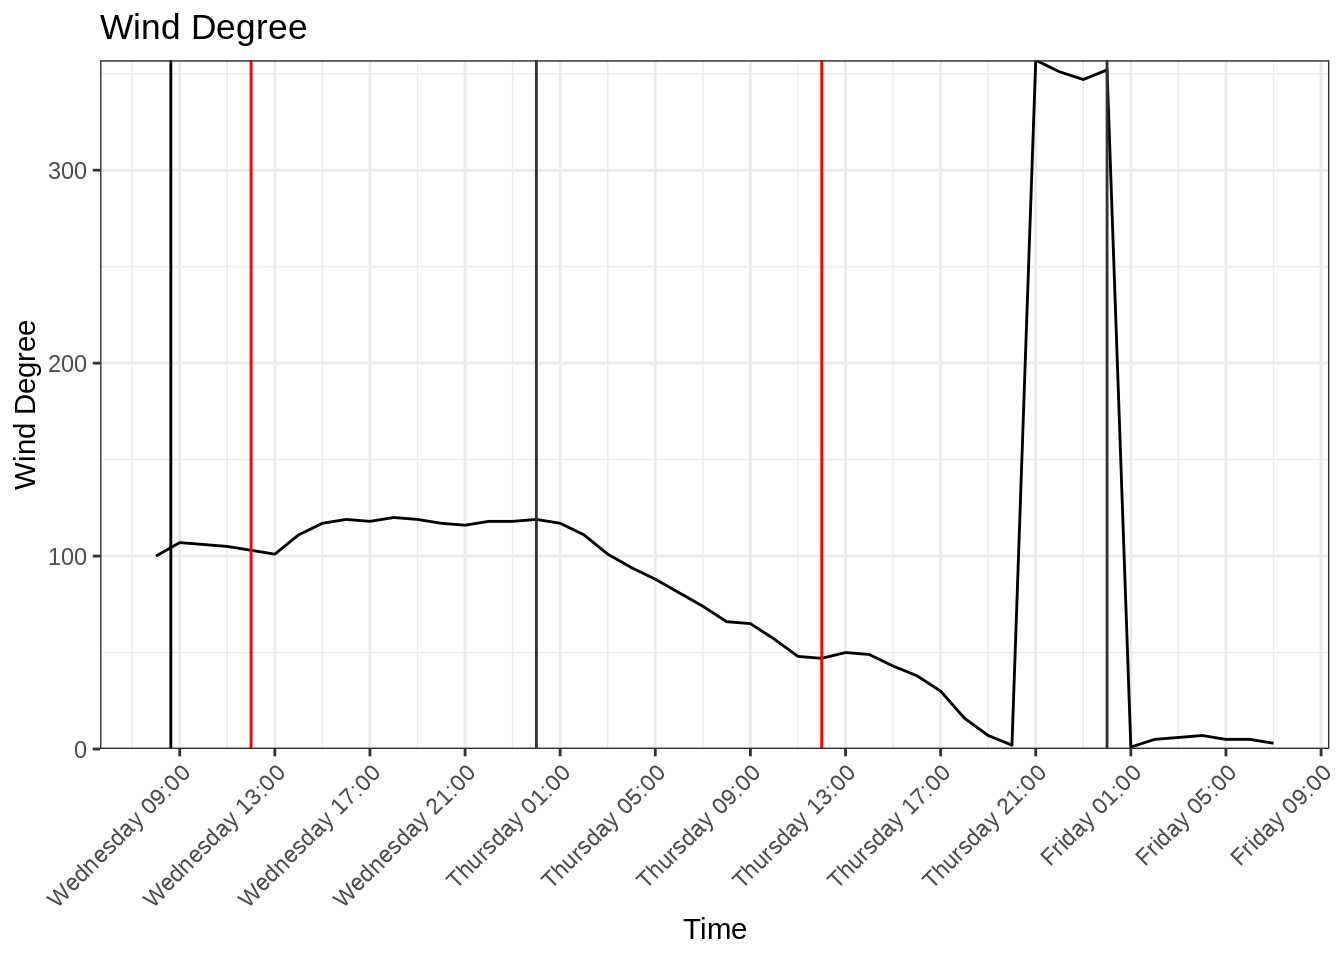 Wind Degree
Wind Degree
300
200
100
0
Wednesday 09:00
Wednesday 13:00
Wednesday 17:00
Wednesday 21:00
Thursday 01:00
Thursday 05:00
Thursday 09:00
Thursday 13:00
Thursday 17:00
Thursday 21:00
Friday 01:00
Friday 05:00
Friday 09:00
Time